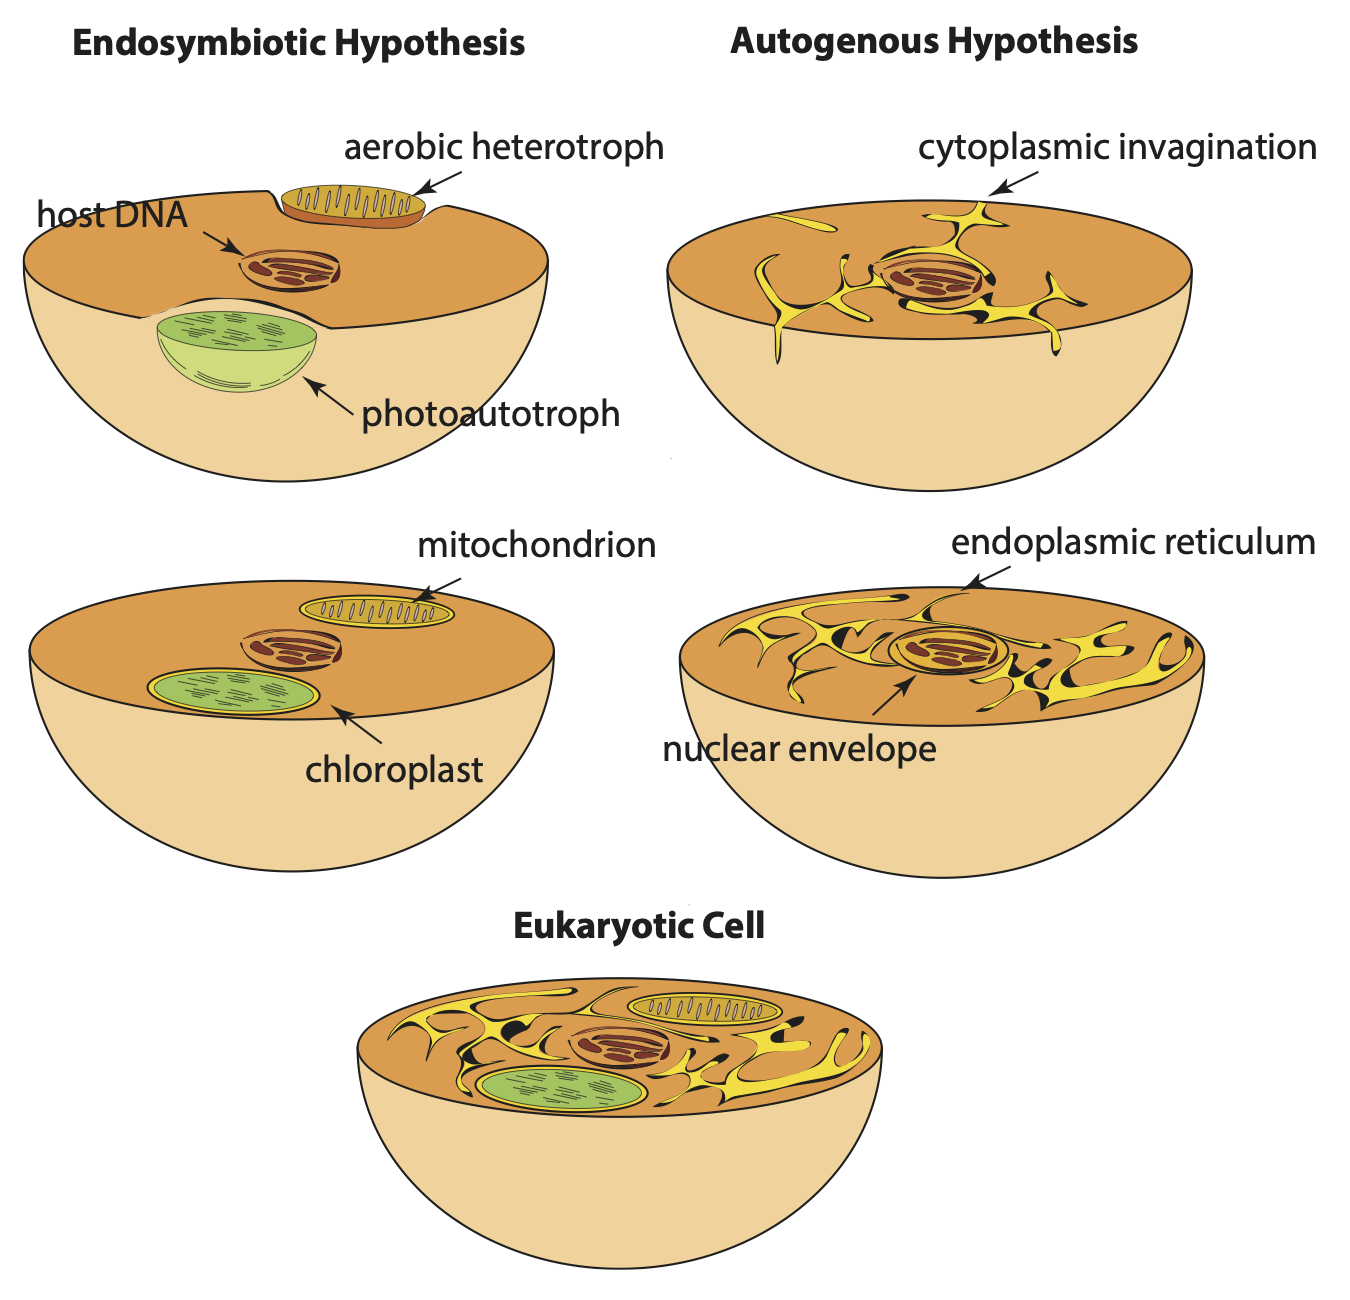 Endosymbiotic Hypothesis
Autogenous Hypothesis
aerobic heterotroph
cytoplasmic invagination
host DNA
photoautotroph
mitochondrion
endoplasmic reticulum
chloroplast
nuclear envelope
Eukaryotic Cell